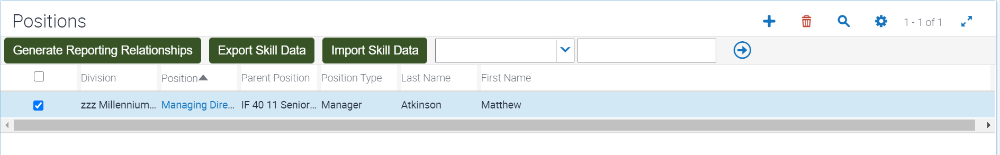 Positions
1 - 1 of 1
Generate Reporting Relationships Export Skill Data Import Skill Data
Division Position Parent Position Position Type Last Name First Name
zzz Millennium... Managing Dire... IF 40 11 Senior... Manager Atkinson Matthew